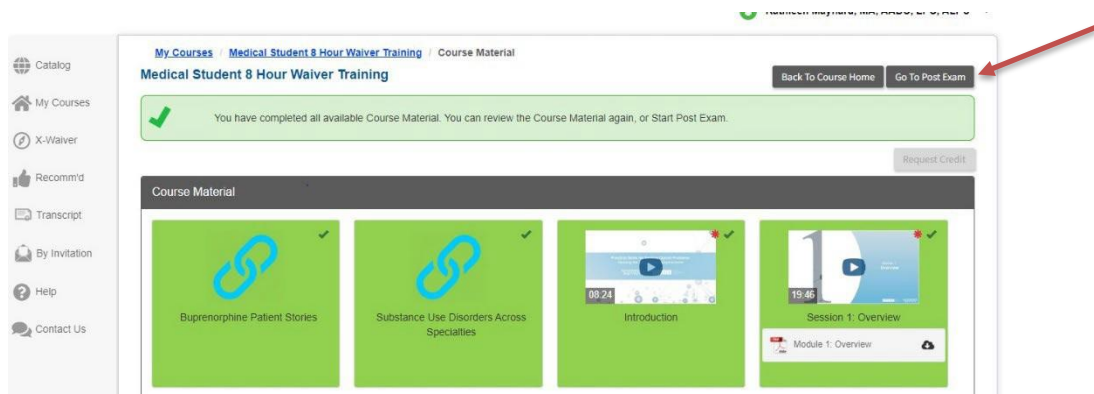 My Courses / Medical Student 8 Hour Waiver Training / Course Material
Medical Student 8 Hour Waiver Training
Back To Course Home
Go To Post Exam
Catalog
My Courses
X-Waiver
Recomm'd
Transcript
By Invitation
Help
Contact Us
You have completed all available Course Material. You can review the Course Material again, or Start Post Exam.
Request Credit
Course Material
Buprenorphine Patient Stories
Substance Use Disorders Across
Specialties
08:24
Introduction
1
19:46
Session 1: Overview
Module 1: Overview